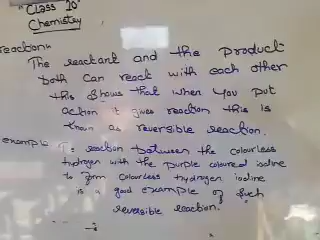 "Class 10"
Chemistry
reaction
The reactant and the product
both can react with each other
this shows that when you put
action it gives reaction this is
known as reversible reaction.
example The reaction between the colourless
hydrogen with the purple coloured iodine
to form colourless hydrogen iodine
is a good example of such
reversible reaction.